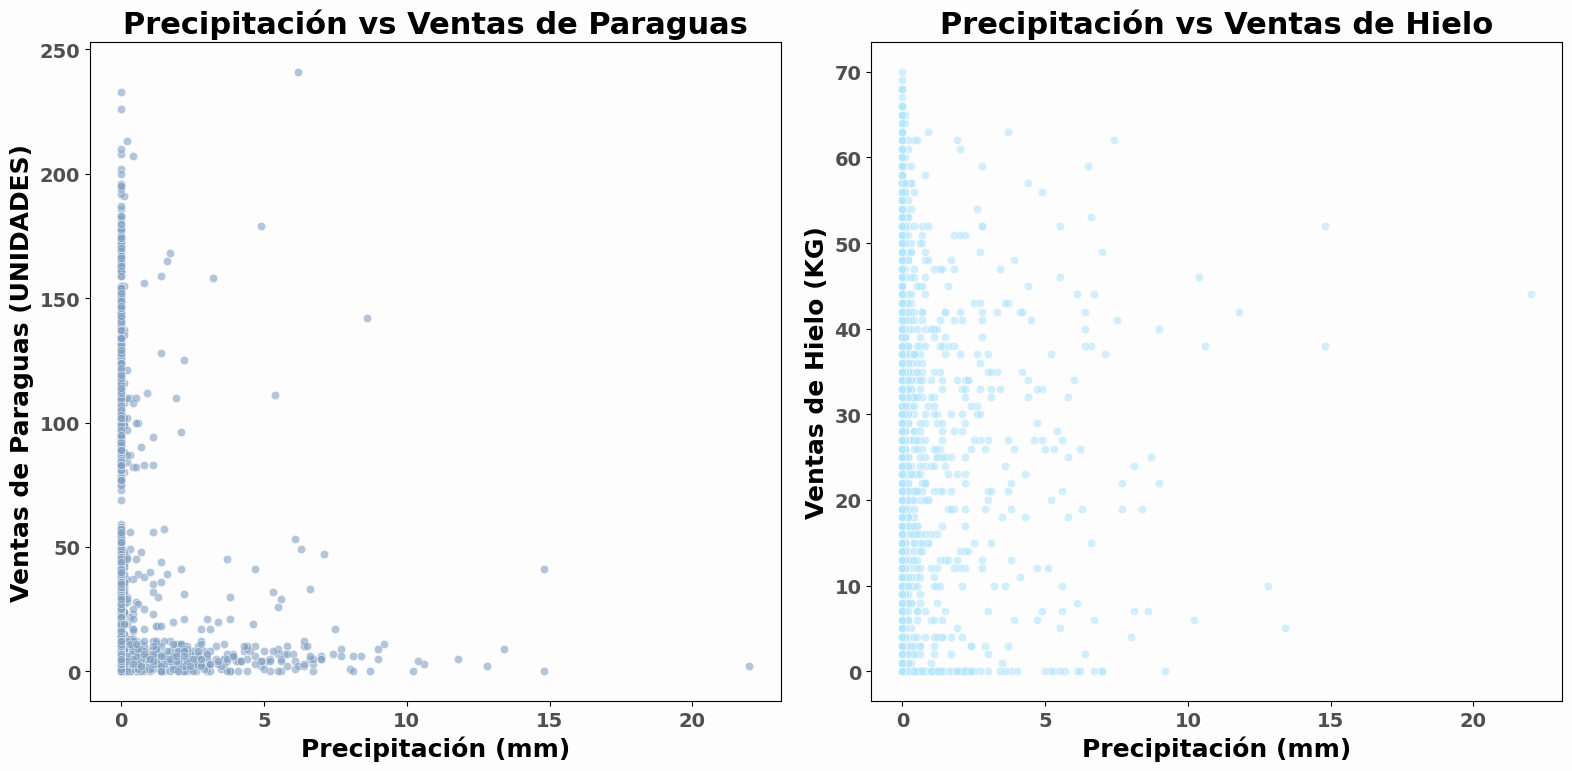 Precipitación vs Ventas de Paraguas
Ventas de Paraguas (UNIDADES)
250
200
150
100
50
0
0 5 10 15 20
Precipitación (mm)
Precipitación vs Ventas de Hielo
Ventas de Hielo (KG)
70
60
50
40
30
20
10
0
0 5 10 15 20
Precipitación (mm)